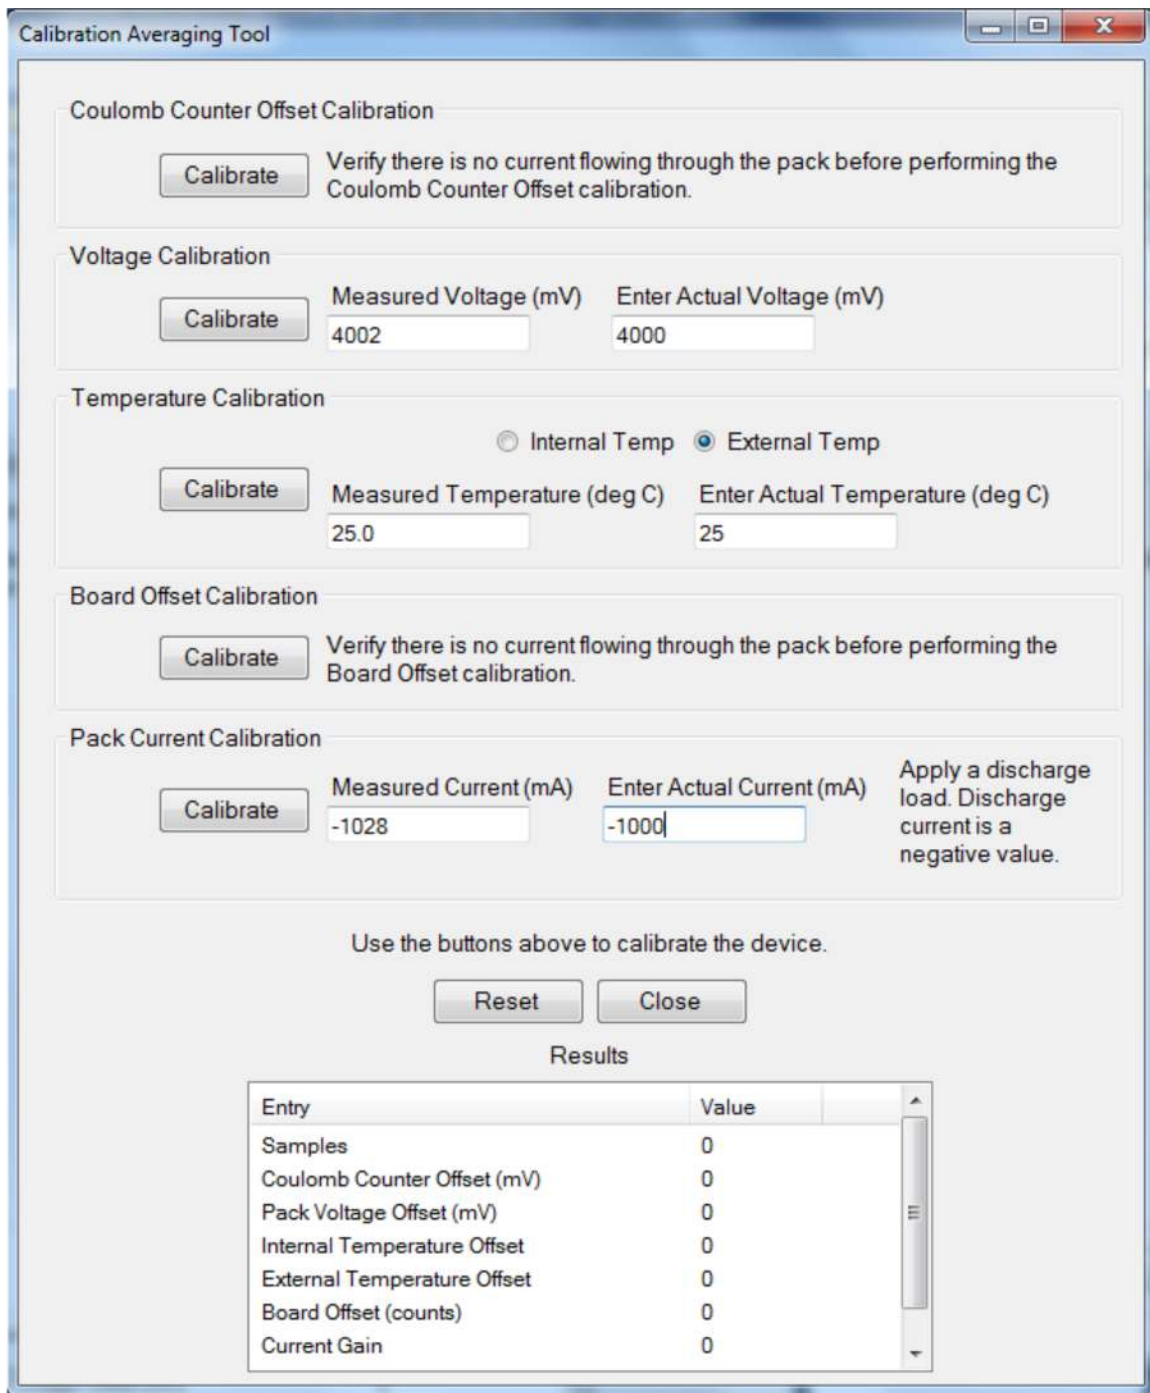 Calibration Averaging Tool
Coulomb Counter Offset Calibration
Calibrate
Verify there is no current flowing through the pack before performing the
Coulomb Counter Offset calibration.
Voltage Calibration
Measured Voltage (mV) Enter Actual Voltage (mV)
Calibrate
4002 4000
Temperature Calibration
Internal Temp External Temp
Calibrate
Measured Temperature (deg C) Enter Actual Temperature (deg C)
25.0 25
Board Offset Calibration
Calibrate
Verify there is no current flowing through the pack before performing the
Board Offset calibration.
Pack Current Calibration
Calibrate
Measured Current (mA) Enter Actual Current (mA)
-1028 -1000
Apply a discharge
load. Discharge
current is a
negative value.
Use the buttons above to calibrate the device.
Reset Close
Results
Entry Value
Samples 0
Coulomb Counter Offset (mV) 0
Pack Voltage Offset (mV) 0
Internal Temperature Offset 0
External Temperature Offset 0
Board Offset (counts) 0
Current Gain 0